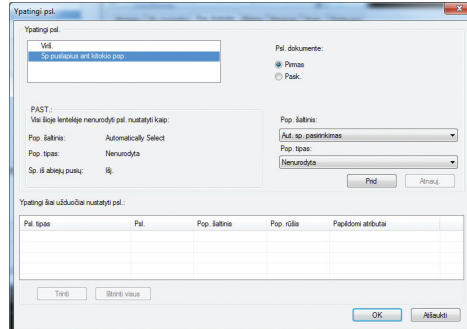 Ypatingi psl.
Ypatingi psl.
Virš.
Sp puslapius ant kitokio pop.
Psl. dokumente:
Pirmas
Pask.
PAST.:
Visi šioje lentelėje nenurodyti psl. nustatyti kaip:
Pop. šaltinis: Automatically Select
Pop. tipas: Nenurodyta
Sp. iš abiejų pusių: Išj.
Pop. šaltinis:
Aut. sp. pasirinkimas
Pop. tipas:
Nenurodyta
Prid
Atnauj.
Ypatingi šiai užduočiai nustatyti psl.:
Psl. tipas Psl. Pop. šaltinis Pop. rūšis Papildomi atributai
Trinti Ištrinti visus
OK Atšaukti